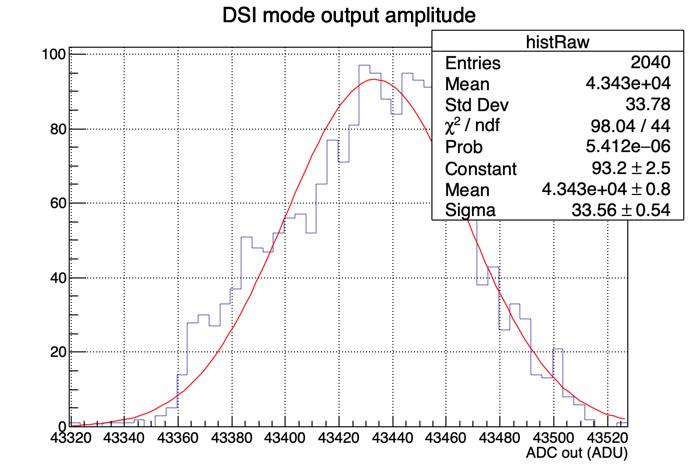 DSI mode output amplitude
histRaw
Entries 2040
Mean 4.343e+04
Std Dev 33.78
χ² / ndf 98.04 / 44
Prob 5.412e−06
Constant 93.2 ± 2.5
Mean 4.343e+04 ± 0.8
Sigma 33.56 ± 0.54
100
80
60
40
20
0
43320 43340 43360 43380 43400 43420 43440 43460 43480 43500 43520
ADC out (ADU)